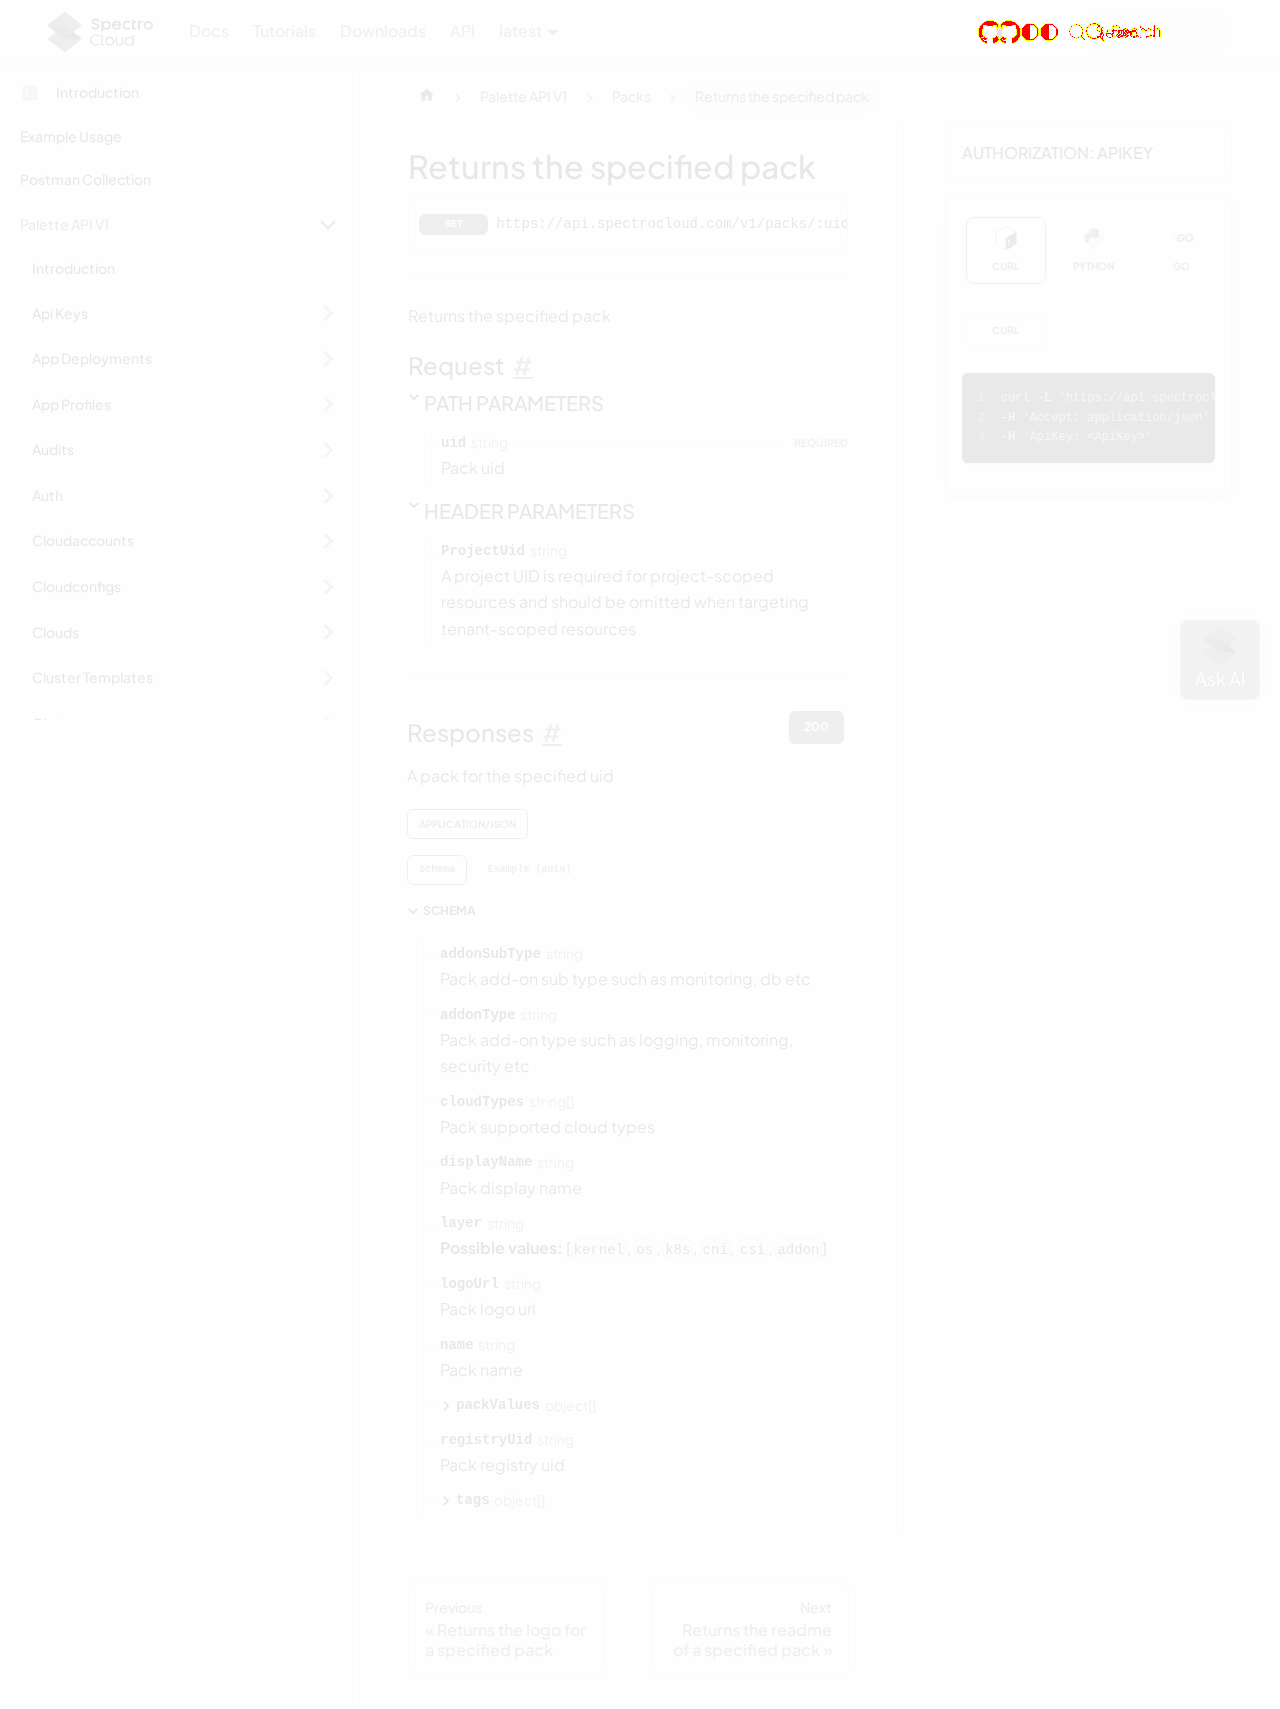 Spectro
Cloud
Docs
Tutorials
Downloads
API
latest
Introduction
Example Usage
Postman Collection
Palette API V1
Introduction
Api Keys
App Deployments
App Profiles
Audits
Auth
Cloudaccounts
Cloudconfigs
Clouds
Cluster Templates
Palette API V1
Packs
Returns the specified pack
Returns the specified pack
GET https://api.spectrocloud.com/v1/packs/:uid
Returns the specified pack
Request #
PATH PARAMETERS
uid string REQUIRED
Pack uid
HEADER PARAMETERS
ProjectUid string
A project UID is required for project-scoped
resources and should be omitted when targeting
tenant-scoped resources
Responses #
200
A pack for the specified uid
APPLICATION/JSON
Schema
Example (auto)
SCHEMA
addonSubType string
Pack add-on sub type such as monitoring, db etc
addonType string
Pack add-on type such as logging, monitoring,
security etc
cloudTypes string[]
Pack supported cloud types
displayName string
Pack display name
layer string
Possible values: [kernel, os, k8s, cni, csi, addon]
logoUrl string
Pack logo url
name string
Pack name
packValues object[]
registryUid string
Pack registry uid
tags object[]
Previous
« Returns the logo for
a specified pack
Next
Returns the readme
of a specified pack »
AUTHORIZATION: APIKEY
CURL
PYTHON
GO
GO
CURL
1 curl -L 'https://api.spectrocl
2 -H 'Accept: application/json'
3 -H 'ApiKey: <ApiKey>'
Ask AI